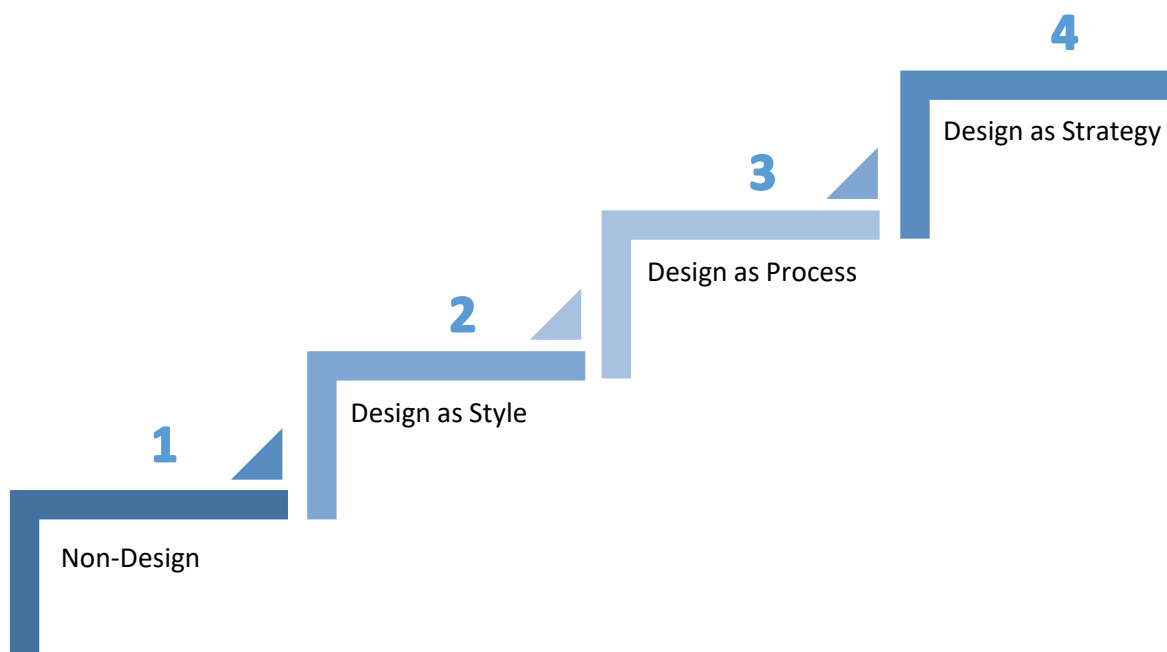 4
Design as Strategy
3
Design as Process
2
Design as Style
1
Non-Design